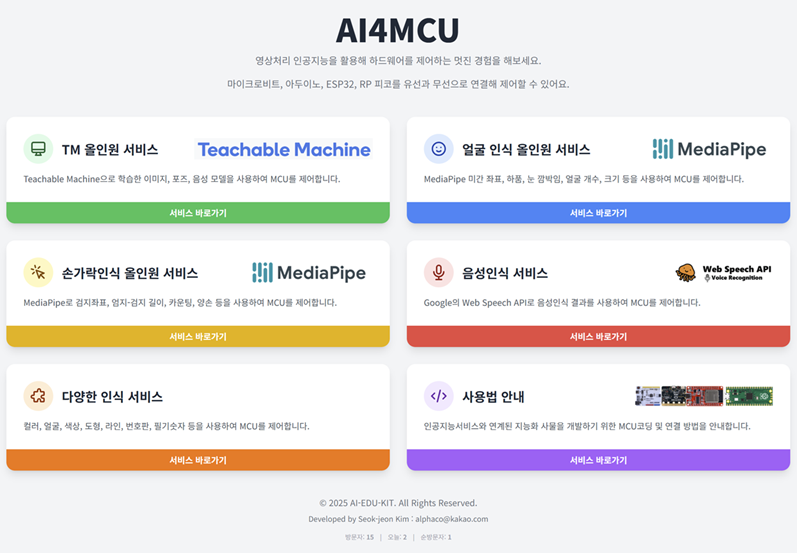 AI4MCU
영상처리 인공지능을 활용해 하드웨어를 제어하는 멋진 경험을 해보세요.
마이크로비트, 아두이노, ESP32, RP 피코를 유선과 무선으로 연결해 제어할 수 있어요.
TM 올인원 서비스
Teachable Machine
Teachable Machine으로 학습한 이미지, 포즈, 음성 모델을 사용하여 MCU를 제어합니다.
서비스 바로가기
얼굴 인식 올인원 서비스
MediaPipe
MediaPipe 미간 좌표, 하품, 눈 깜박임, 얼굴 개수, 크기 등을 사용하여 MCU를 제어합니다.
서비스 바로가기
손가락인식 올인원 서비스
MediaPipe
MediaPipe로 검지좌표, 엄지-검지 길이, 카운팅, 양손 등을 사용하여 MCU를 제어합니다.
서비스 바로가기
음성인식 서비스
Web Speech API
Voice Recognition
Google의 Web Speech API로 음성인식 결과를 사용하여 MCU를 제어합니다.
서비스 바로가기
다양한 인식 서비스
컬러, 얼굴, 색상, 도형, 라인, 번호판, 필기숫자 등을 사용하여 MCU를 제어합니다.
서비스 바로가기
사용법 안내
인공지능서비스와 연계된 지능화 사물을 개발하기 위한 MCU코딩 및 연결 방법을 안내합니다.
서비스 바로가기
© 2025 AI-EDU-KIT. All Rights Reserved.
Developed by Seok-jeon Kim : alphaco@kakao.com
방문자: 15 | 오늘: 2 | 순방문자: 1